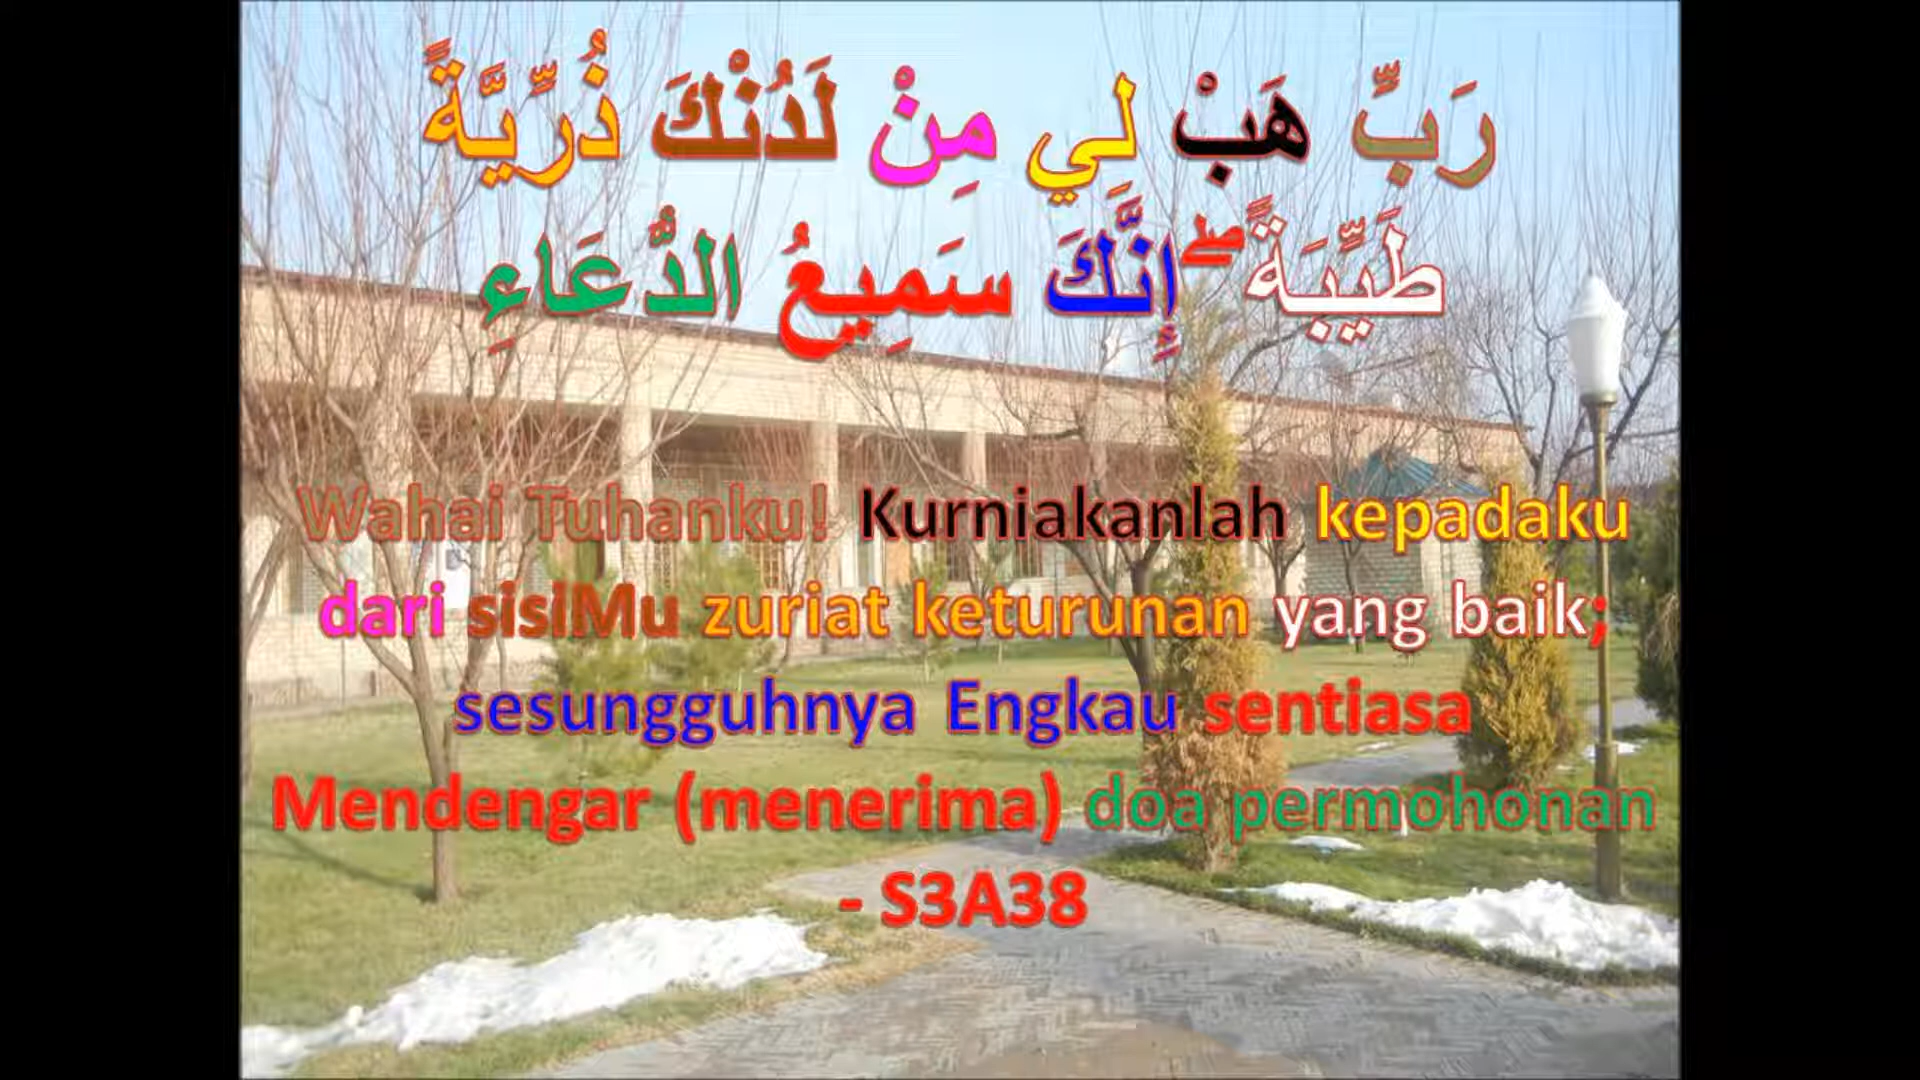 رَبِّ هَبْ لِي مِنْ لَدُنْكَ ذُرِّيَّةً
طَيِّبَةً ۖ إِنَّكَ سَمِيعُ الدُّعَاءِ
Wahai Tuhanku! Kurniakanlah kepadaku
dari sisiMu zuriat keturunan yang baik;
sesungguhnya Engkau sentiasa
Mendengar (menerima) doa permohonan
- S3A38